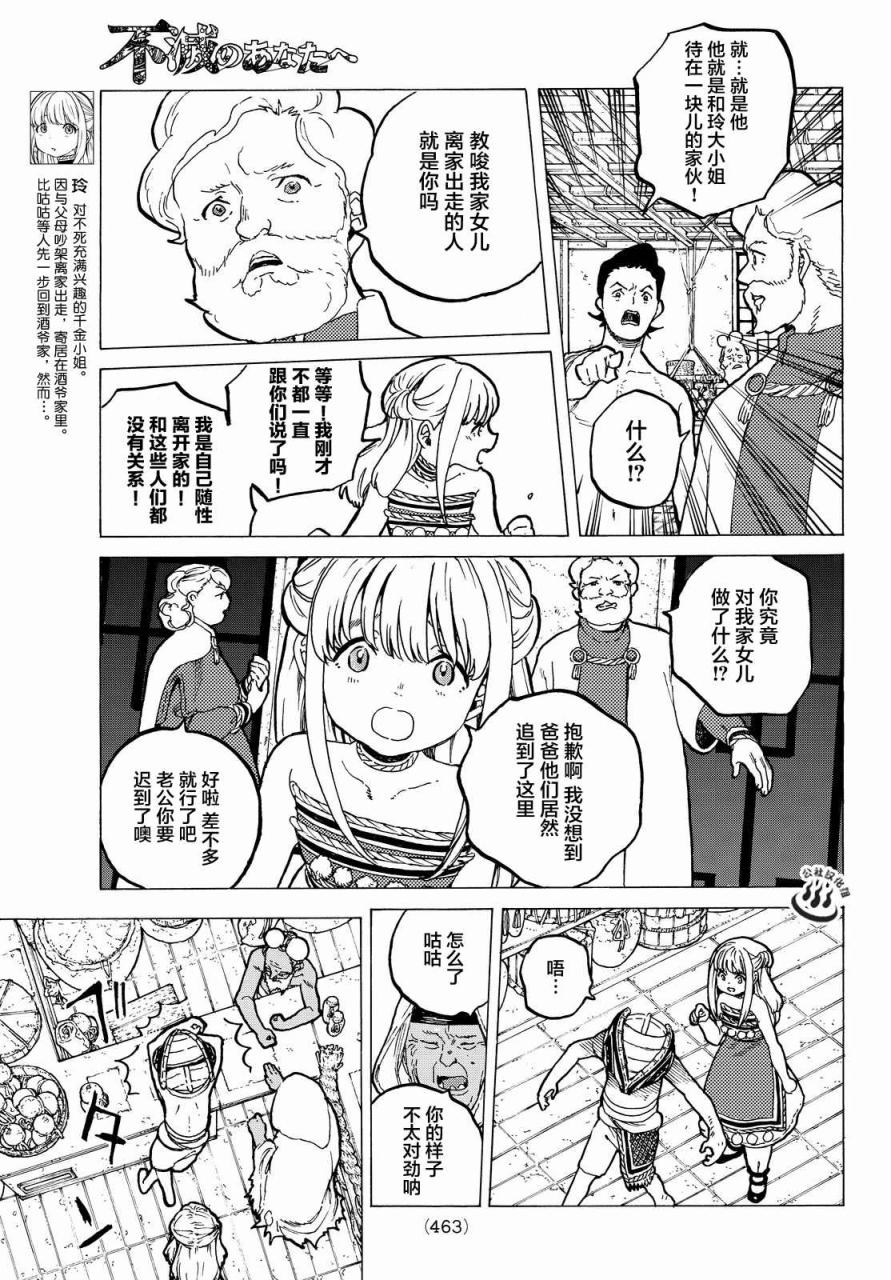 不滅のあなたへ
就…就是他
他就是和玲大小姐
待在一块儿的家伙！
什么!?
教唆我家女儿
离家出走的人
就是你吗
玲 对不死充满兴趣的千金小姐。
因与父母吵架离家出走，寄居在酒爷家里。
比咕咕等人先一步回到酒爷家，然而…。
等等！我刚才
不都一直
跟你们说了吗！
我是自己随性
离开家的！
和这些人们都
没有关系！
你究竟
对我家女儿
做了什么!?
抱歉啊 我没想到
爸爸他们居然
追到了这里
好啦 差不多
就行了吧
老公你要
迟到了噢
公社汉化组
唔…
怎么了
咕咕
你的样子
不太对劲呐
（463）